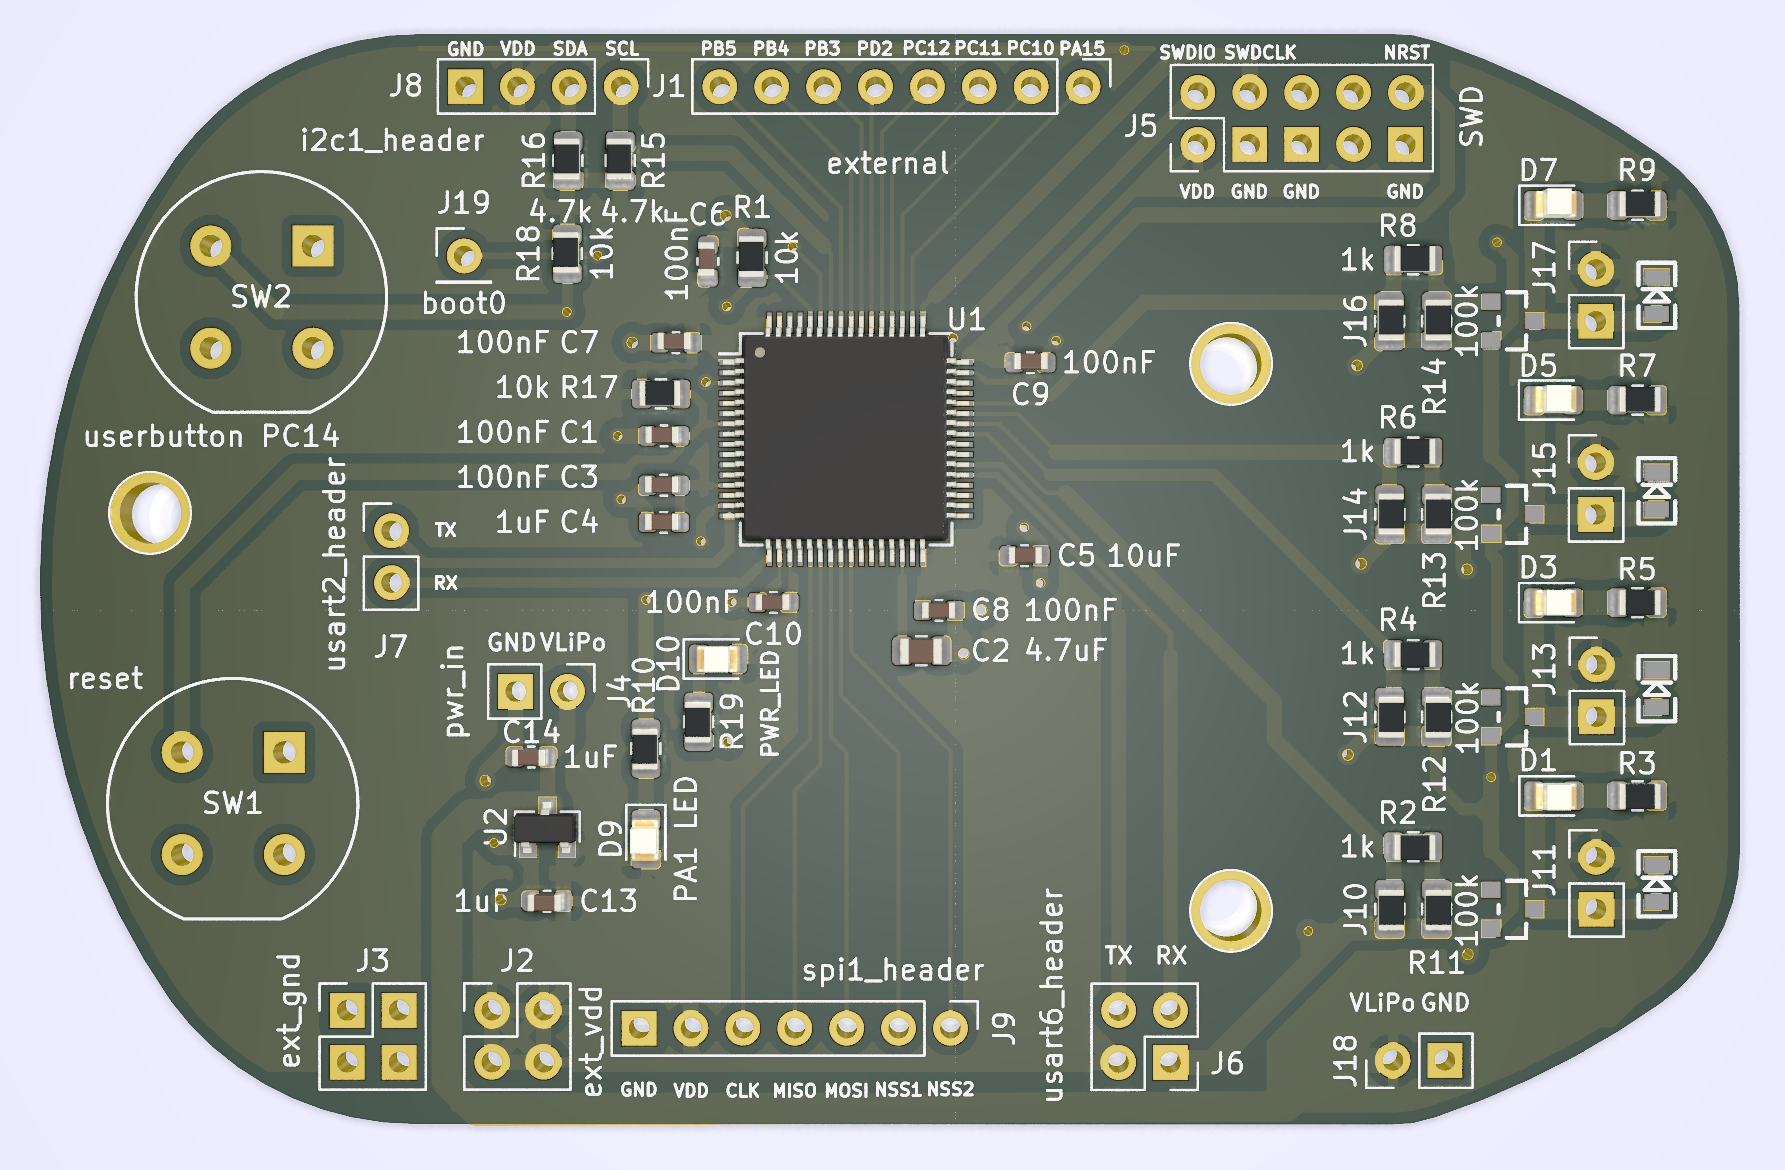 GND VDD SDA SCL
J8
J1
i2c1_header
PB5 PB4 PB3 PD2 PC12 PC11 PC10 PA15
external
SWDIO SWDCLK NRST
J5
SWD
VDD GND GND GND
R16
R15
4.7k 4.7k
J19
boot0
R18
10k
100nF
C6
R1
10k
SW2
userbutton PC14
100nF C7
10k R17
100nF C1
100nF C3
1uF C4
U1
100nF
C9
D7 R9
R8
1k
J17
J16
100k
R14
D5 R7
R6
1k
J15
J14
100k
R13
D3 R5
R4
1k
J13
J12
100k
R12
D1 R3
R2
1k
J11
J10
100k
R11
usart2_header
TX
RX
J7
C5 10uF
C8 100nF
C2 4.7uF
100nF
C10
reset
SW1
pwr_in
GND VLiPo
J4
C14
1uF
R10
D10
R19
PWR_LED
U2
D9
PA1 LED
1uF
C13
ext_gnd
J3
J2
ext_vdd
spi1_header
J9
GND VDD CLK MISO MOSI NSS1 NSS2
usart6_header
TX RX
J6
VLiPo GND
J18